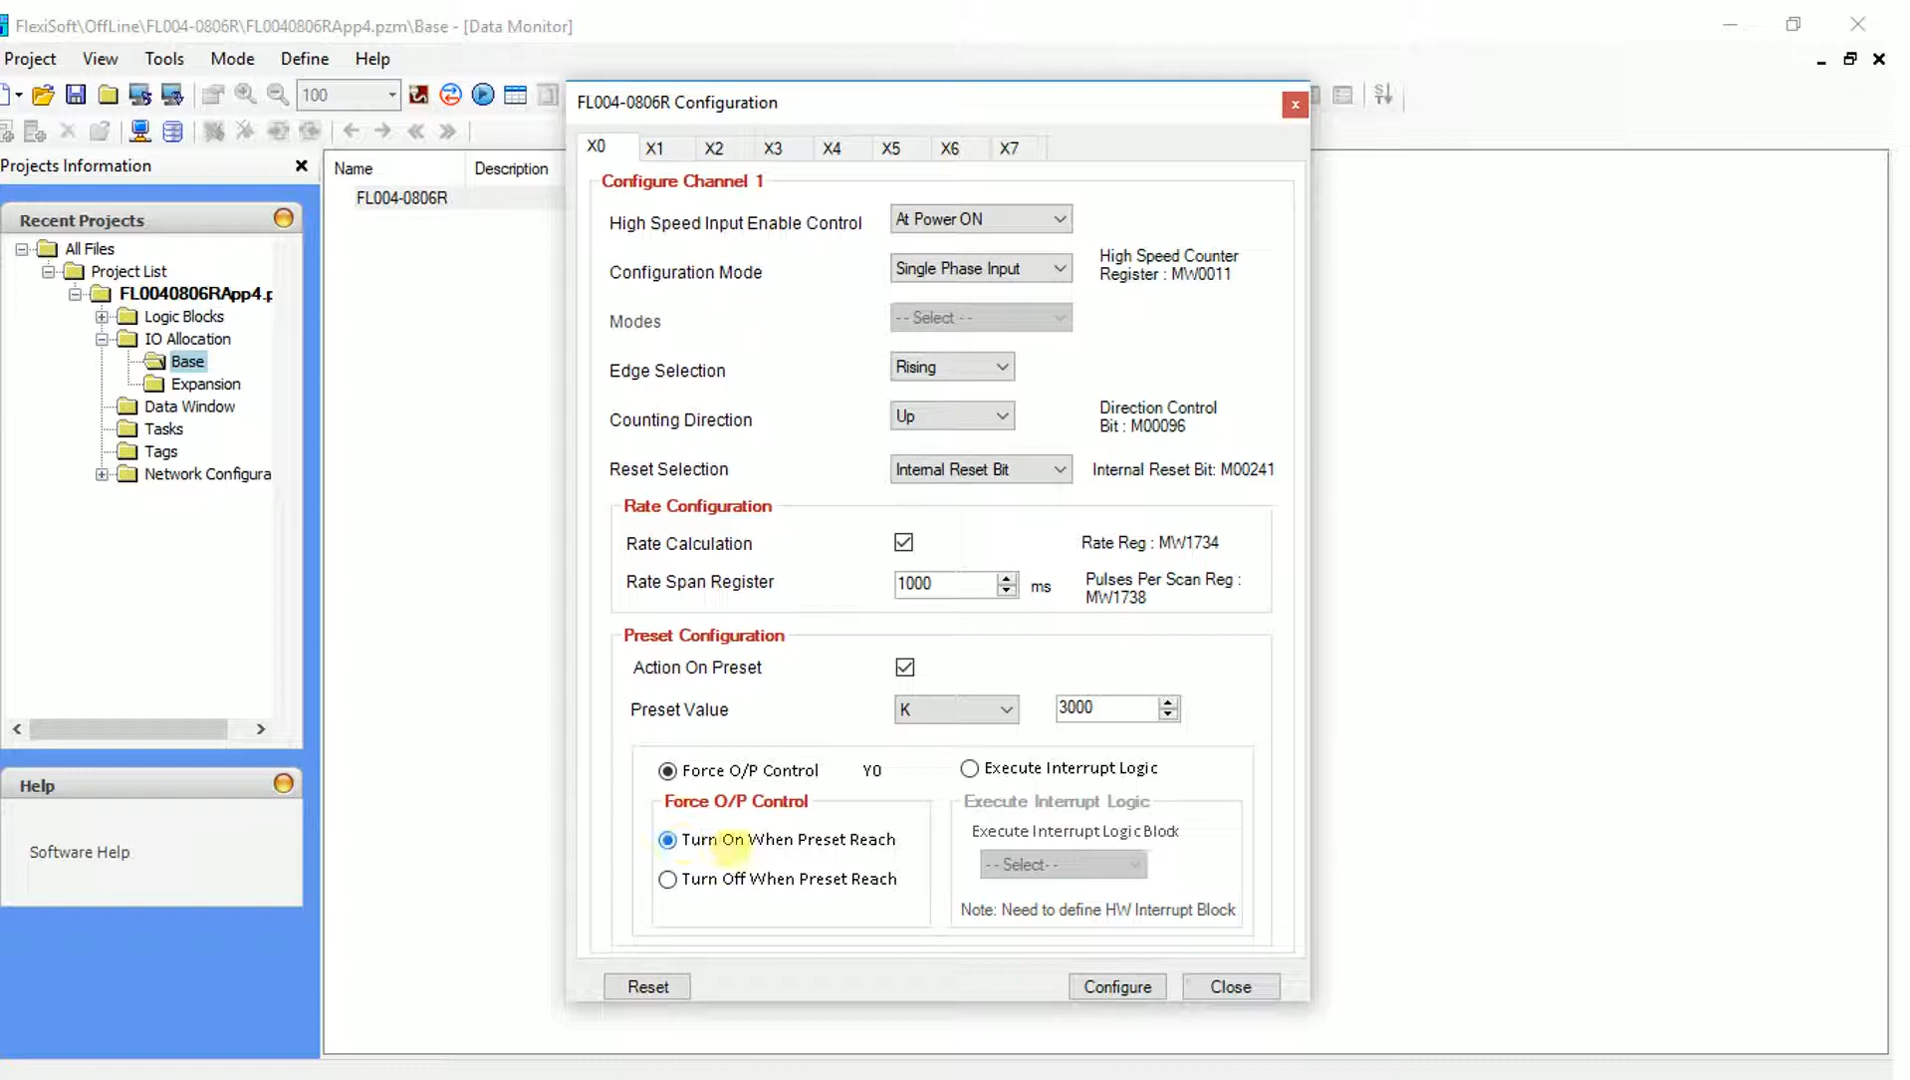 FlexiSoft\OffLine\FL004-0806R\FL0040806RApp4.pzm\Base - [Data Monitor]
Project View Tools Mode Define Help
100
Projects Information
Recent Projects
All Files
Project List
FL0040806RApp4.p
Logic Blocks
IO Allocation
Base
Expansion
Data Window
Tasks
Tags
Network Configura
Help
Software Help
Name Description
FL004-0806R
FL004-0806R Configuration
x
X0 X1 X2 X3 X4 X5 X6 X7
Configure Channel 1
High Speed Input Enable Control At Power ON
Configuration Mode Single Phase Input
High Speed Counter
Register : MW0011
Modes -- Select --
Edge Selection Rising
Counting Direction Up
Direction Control
Bit : M00096
Reset Selection Internal Reset Bit Internal Reset Bit: M00241
Rate Configuration
Rate Calculation Rate Reg : MW1734
Rate Span Register 1000 ms
Pulses Per Scan Reg :
MW1738
Preset Configuration
Action On Preset
Preset Value K 3000
Force O/P Control Y0 Execute Interrupt Logic
Force O/P Control
Turn On When Preset Reach
Turn Off When Preset Reach
Execute Interrupt Logic
Execute Interrupt Logic Block
-- Select--
Note: Need to define HW Interrupt Block
Reset Configure Close